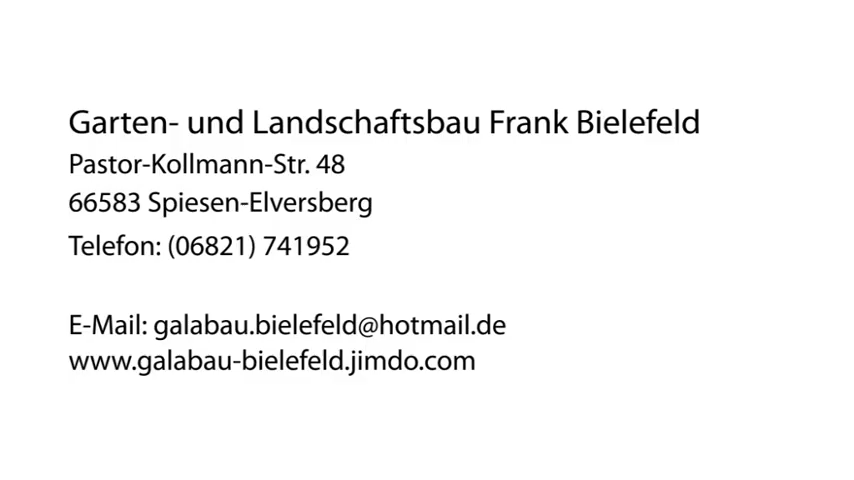 Garten- und Landschaftsbau Frank Bielefeld
Pastor-Kollmann-Str. 48
66583 Spiesen-Elversberg
Telefon: (06821) 741952
E-Mail: galabau.bielefeld@hotmail.de
www.galabau-bielefeld.jimdo.com